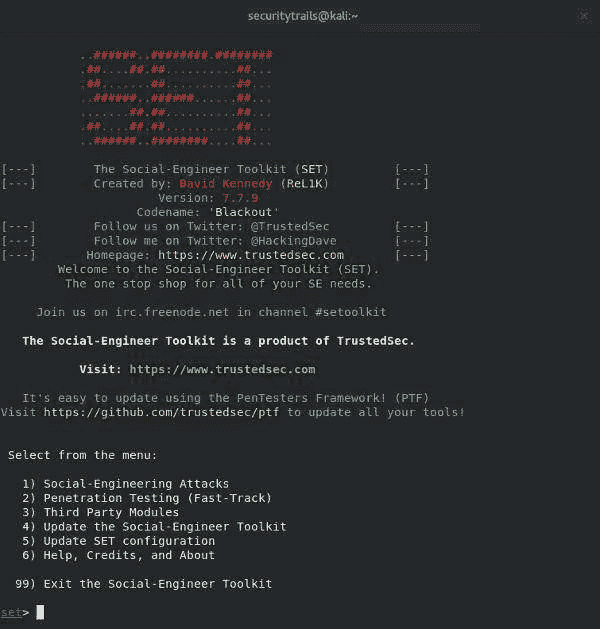 securitytrails@kali:~
..######..########.########
.##....##.##..........##...
.##.......##..........##...
..######..######......##...
.......##.##..........##...
.##....##.##..........##...
..######..########....##...
[---] The Social-Engineer Toolkit (SET) [---]
[---] Created by: David Kennedy (ReL1K) [---]
Version: 7.7.9
Codename: 'Blackout'
[---] Follow us on Twitter: @TrustedSec [---]
[---] Follow me on Twitter: @HackingDave [---]
[---] Homepage: https://www.trustedsec.com [---]
Welcome to the Social-Engineer Toolkit (SET).
The one stop shop for all of your SE needs.
Join us on irc.freenode.net in channel #setoolkit
The Social-Engineer Toolkit is a product of TrustedSec.
Visit: https://www.trustedsec.com
It's easy to update using the PenTesters Framework! (PTF)
Visit https://github.com/trustedsec/ptf to update all your tools!
Select from the menu:
1) Social-Engineering Attacks
2) Penetration Testing (Fast-Track)
3) Third Party Modules
4) Update the Social-Engineer Toolkit
5) Update SET configuration
6) Help, Credits, and About
99) Exit the Social-Engineer Toolkit
set>